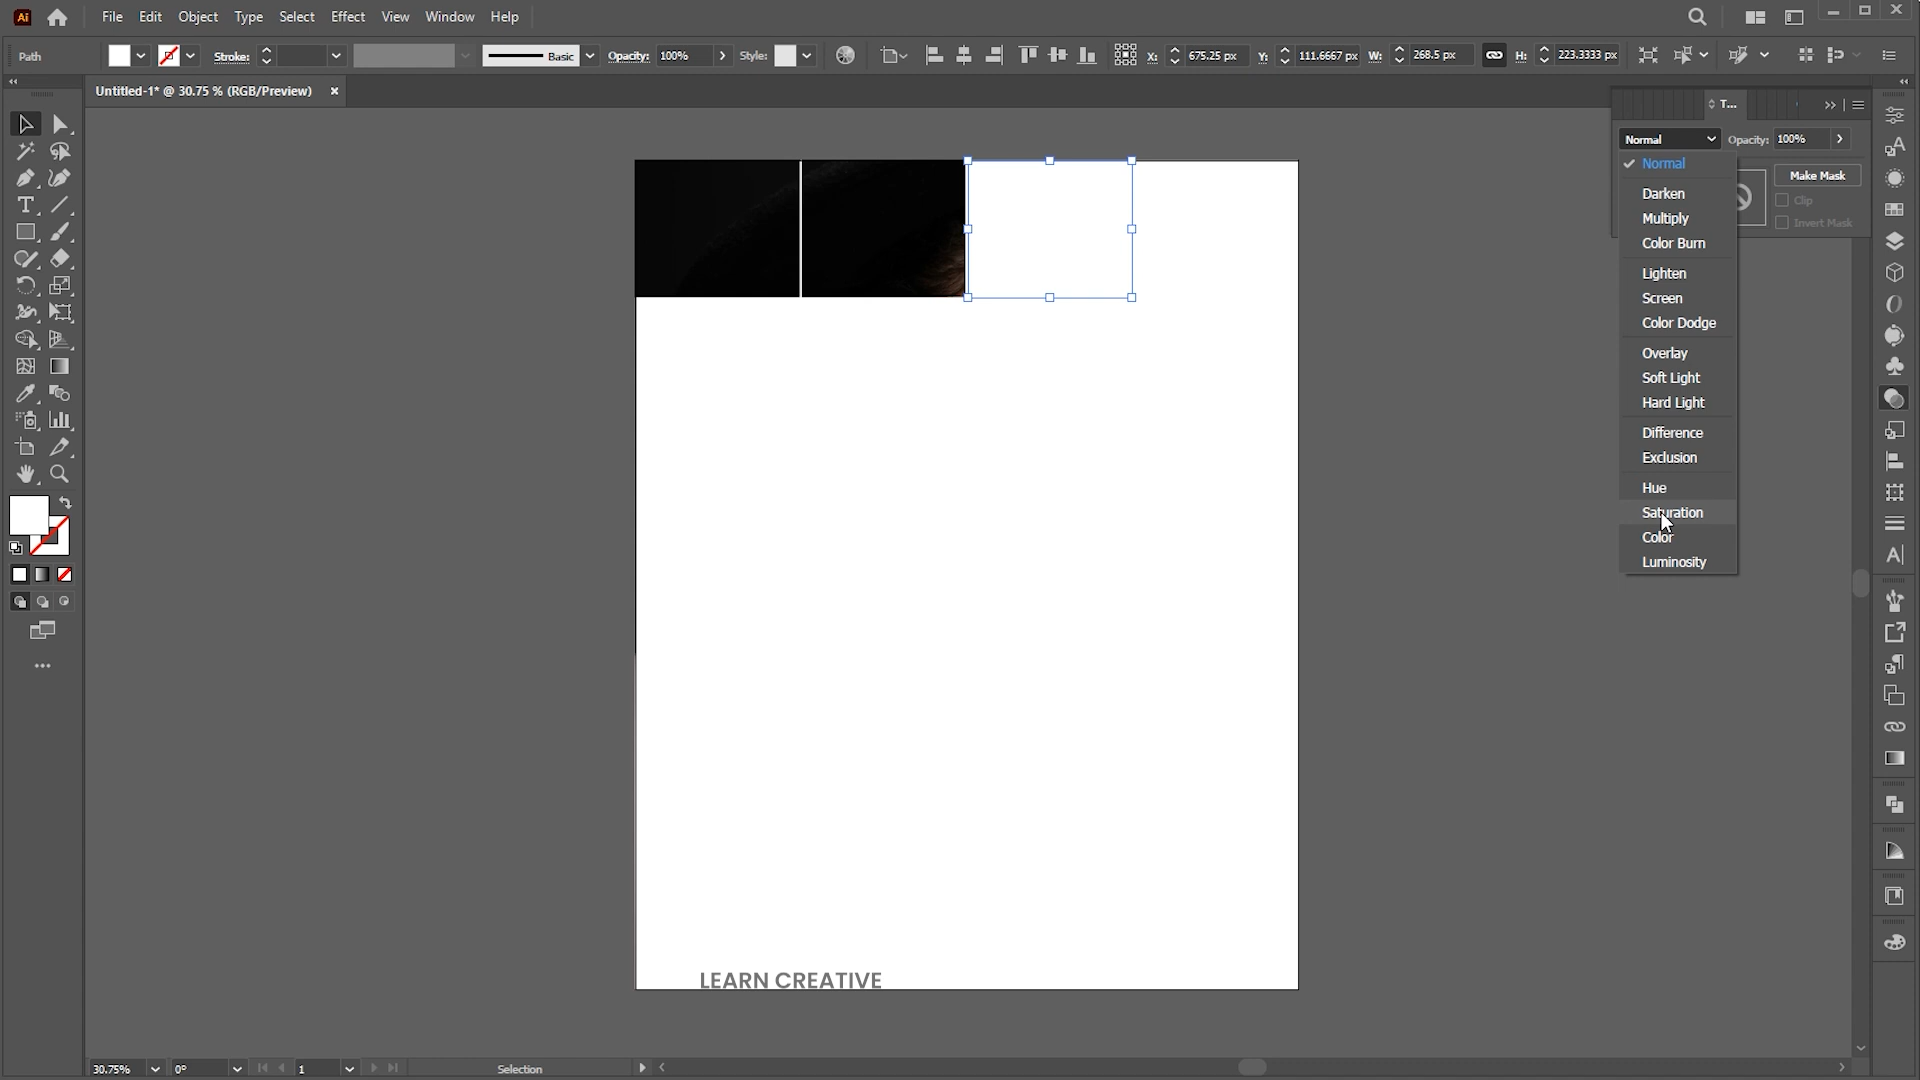 Ai File Edit Object Type Select Effect View Window Help
Path Stroke: Basic Opacity: 100% Style: X: 675.25 px Y: 111.6667 px W: 268.5 px H: 223.3333 px
Untitled-1* @ 30.75 % (RGB/Preview) ×
T...
Normal Opacity: 100%
Normal
Make Mask
Darken
Clip
Multiply
Invert Mask
Color Burn
Lighten
Screen
Color Dodge
Overlay
Soft Light
Hard Light
Difference
Exclusion
Hue
Saturation
Color
Luminosity
LEARN CREATIVE
30.75% 0° 1 Selection